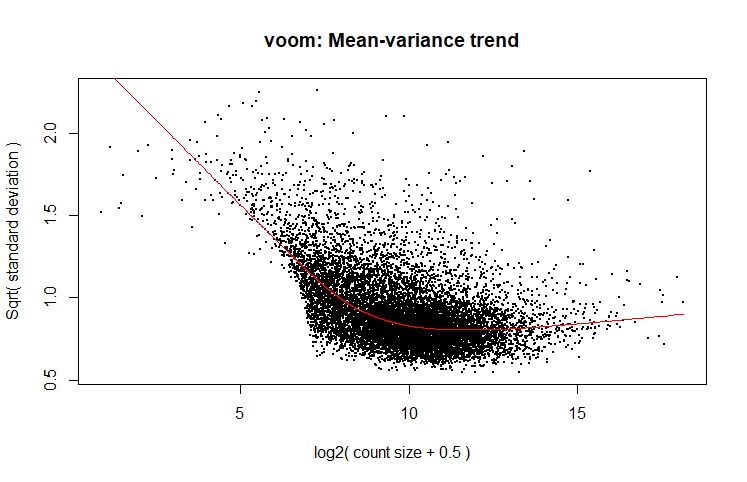 voom: Mean-variance trend
Sqrt( standard deviation )
2.0
1.5
1.0
0.5
5 10 15
log2( count size + 0.5 )